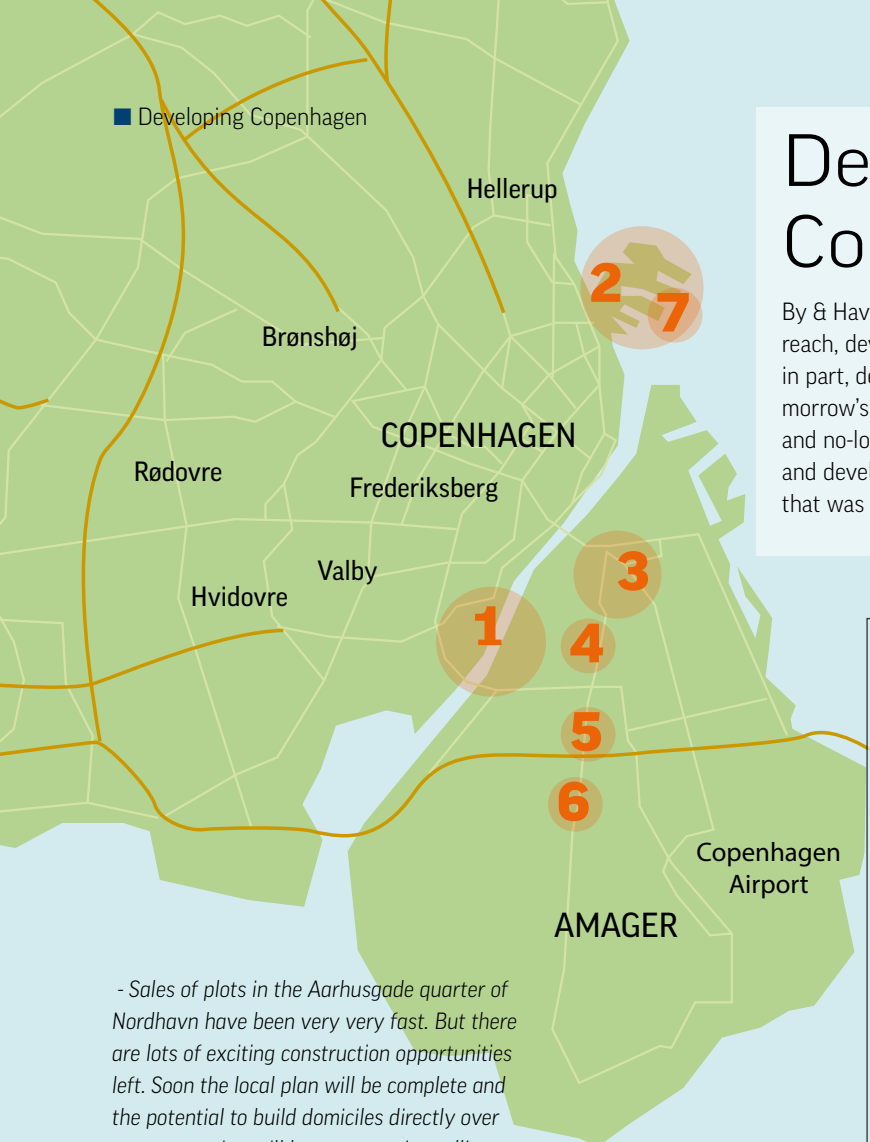 Developing Copenhagen
Hellerup
2
7
Brønshøj
COPENHAGEN
Rødovre
Frederiksberg
Valby
Hvidovre
3
1
4
5
6
Copenhagen
Airport
AMAGER
De
Co
By & Hav
reach, dev
in part, de
morrow’s
and no-lo
and devel
that was
- Sales of plots in the Aarhusgade quarter of
Nordhavn have been very very fast. But there
are lots of exciting construction opportunities
left. Soon the local plan will be complete and
the potential to build domiciles directly over